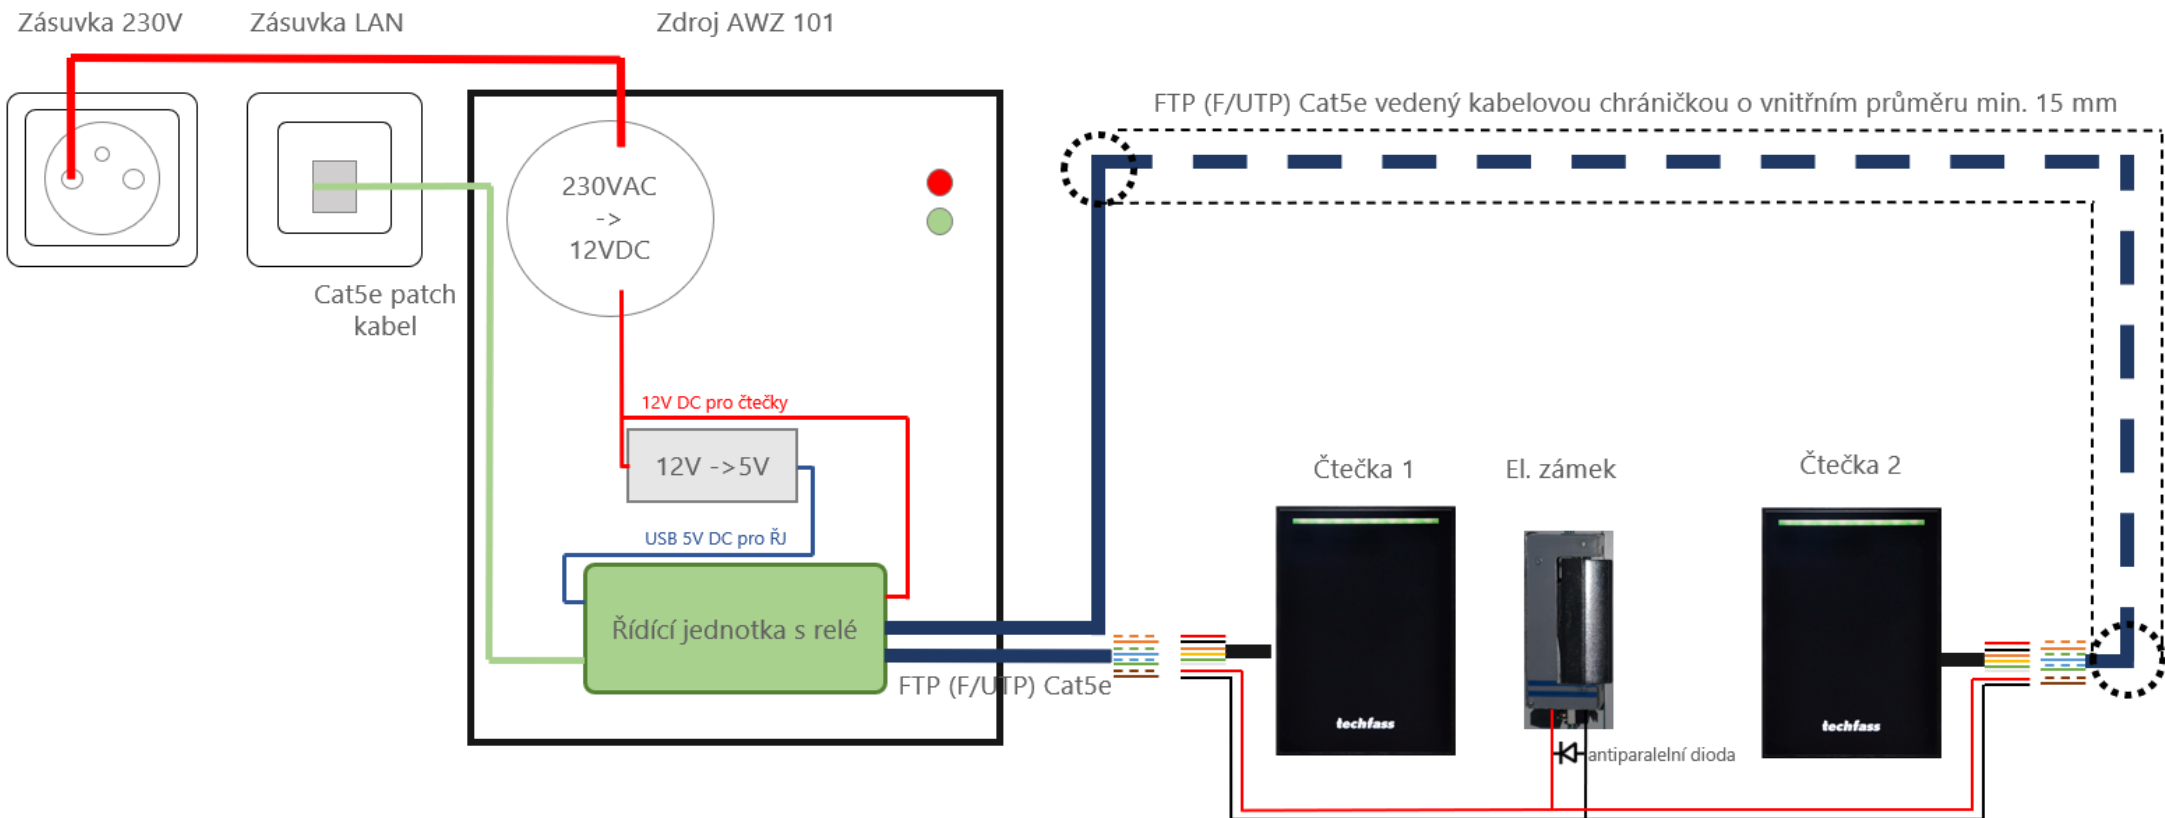 Zásuvka 230V
Zásuvka LAN
Zdroj AWZ 101
FTP (F/UTP) Cat5e vedený kabelovou chráničkou o vnitřním průměru min. 15 mm
230VAC
->
12VDC
Cat5e patch
kabel
12V DC pro čtečky
12V ->5V
USB 5V DC pro ŘJ
Řídící jednotka s relé
FTP (F/UTP) Cat5e
Čtečka 1
El. zámek
Čtečka 2
techfass
techfass
antiparalelní dioda